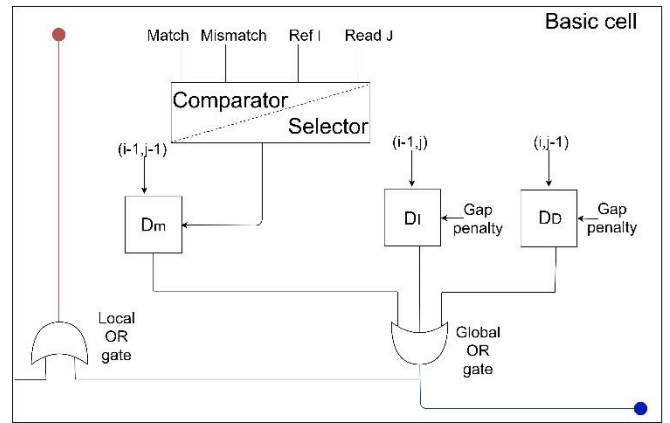 Basic cell
Match Mismatch Ref I Read J
Comparator
Selector
(i-1,j-1)
(i-1,j)
(i,j-1)
Dm
DI
Gap
penalty
DD
Gap
penalty
Local
OR
gate
Global
OR
gate